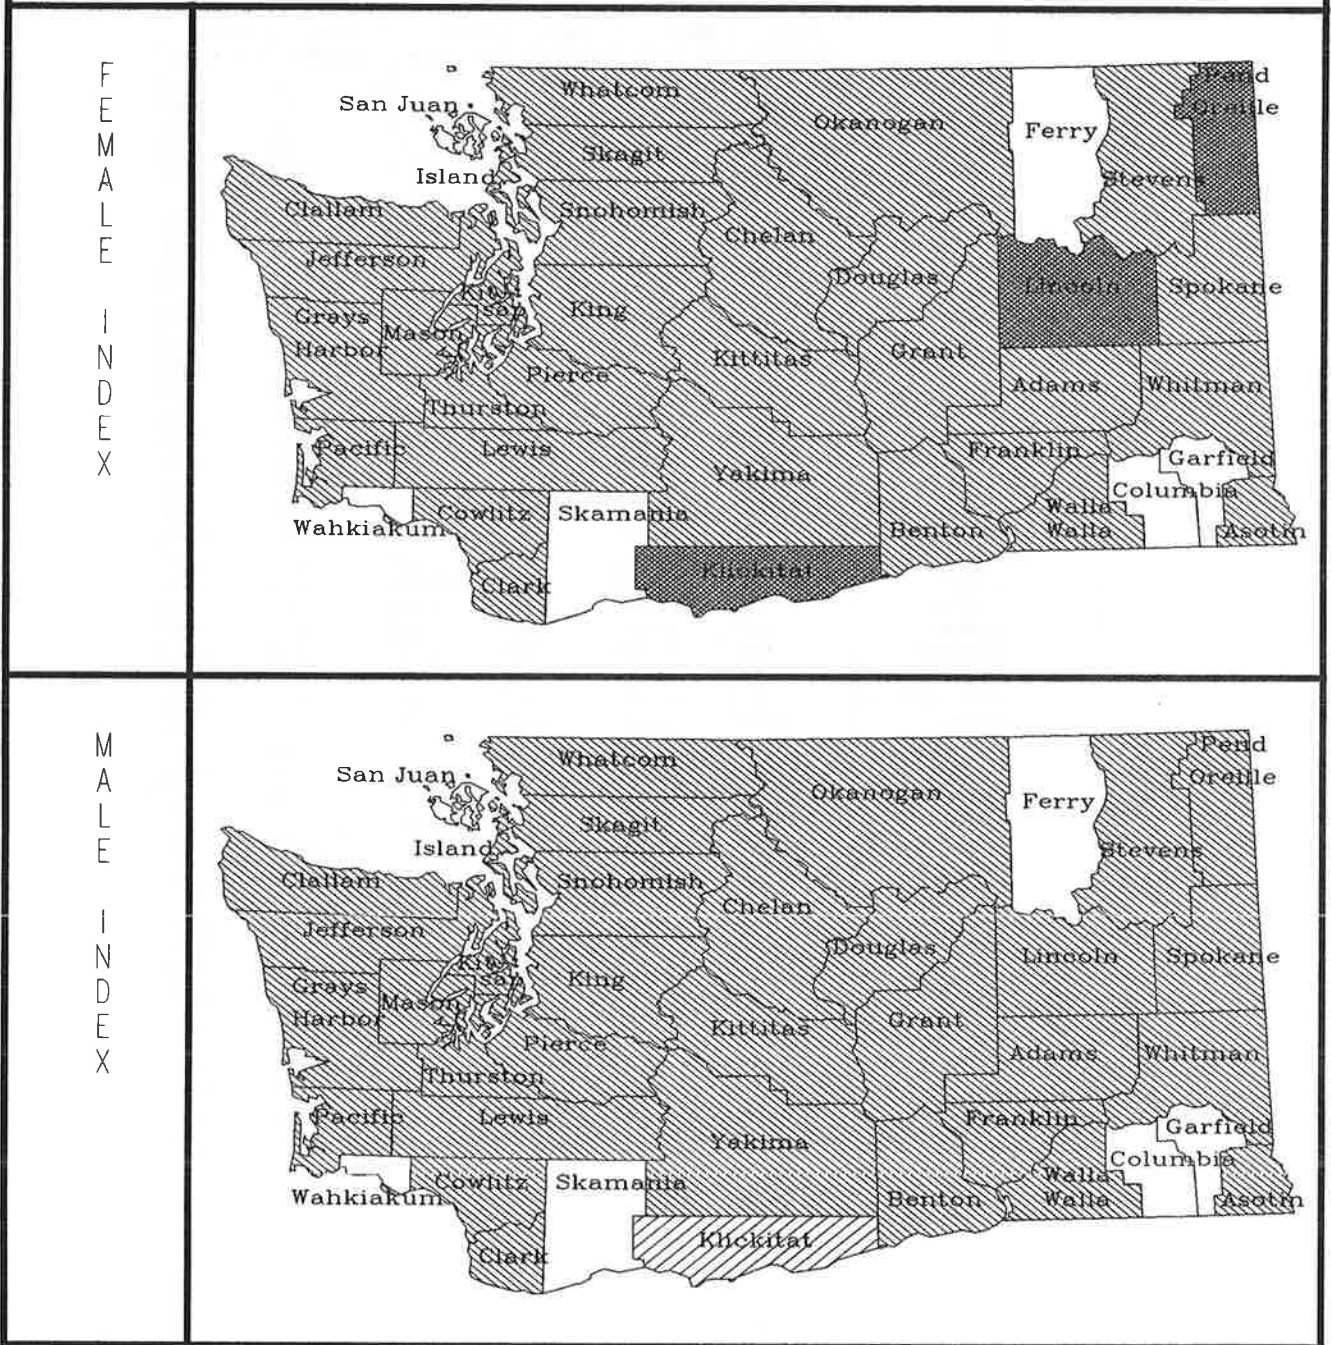 FEMALE INDEX
Whatcom
Pend
Oreille
San Juan
Okanogan
Ferry
Skagit
Island
Stevens
Clallam
Snohomish
Chelan
Jefferson
Douglas
Lincoln
Spokane
Kit
sap
King
Grays
Harbor
Mason
Kittitas
Grant
Pierce
Adams
Whitman
Thurston
Pacific
Lewis
Franklin
Garfield
Yakima
Columbia
Wahkiakum
Cowlitz
Skamania
Walla
Walla
Benton
Asotin
Klickitat
Clark
MALE INDEX
Whatcom
Pend
Oreille
San Juan
Okanogan
Ferry
Skagit
Island
Stevens
Clallam
Snohomish
Chelan
Jefferson
Douglas
Lincoln
Spokane
Kit
sap
King
Grays
Harbor
Mason
Kittitas
Grant
Pierce
Adams
Whitman
Thurston
Pacific
Lewis
Franklin
Garfield
Yakima
Columbia
Wahkiakum
Cowlitz
Skamania
Walla
Walla
Benton
Asotin
Klickitat
Clark